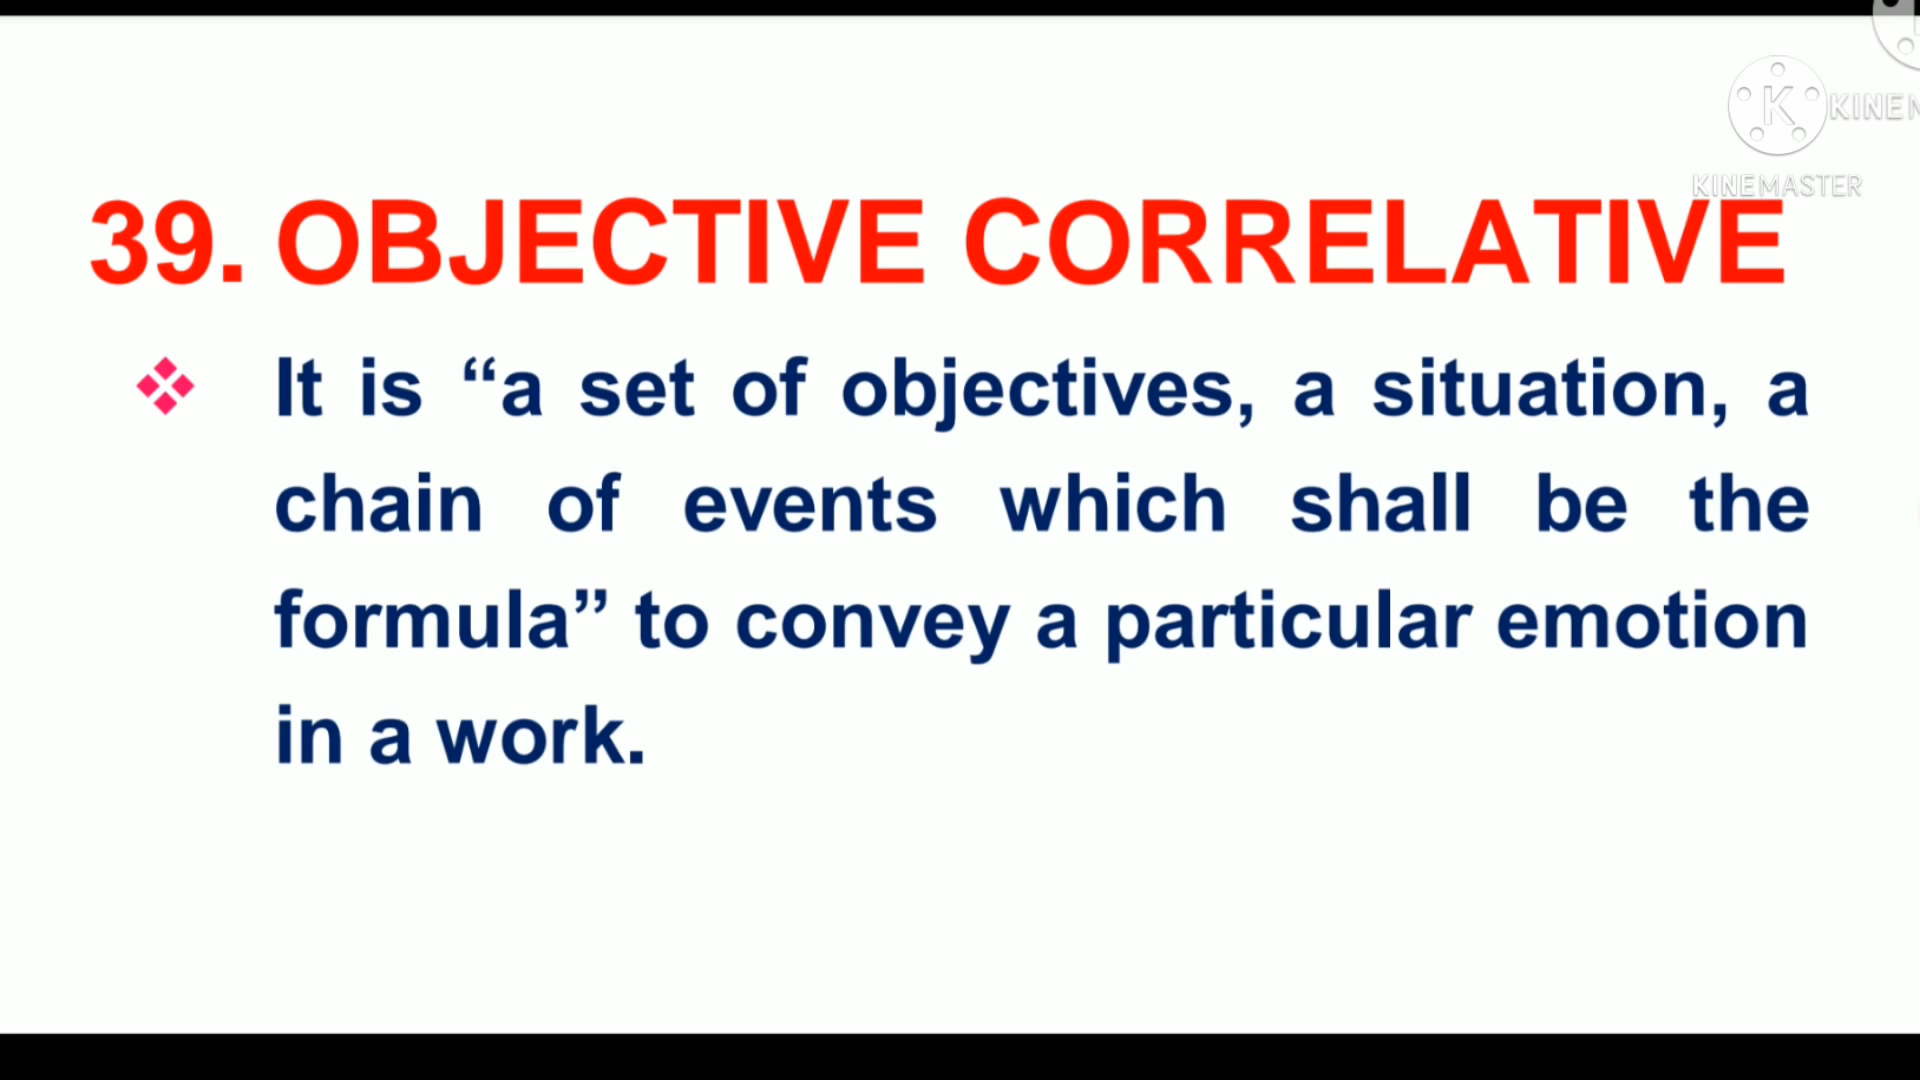 KINEM
KINEMASTER
39. OBJECTIVE CORRELATIVE
It is “a set of objectives, a situation, a
chain of events which shall be the
formula” to convey a particular emotion
in a work.